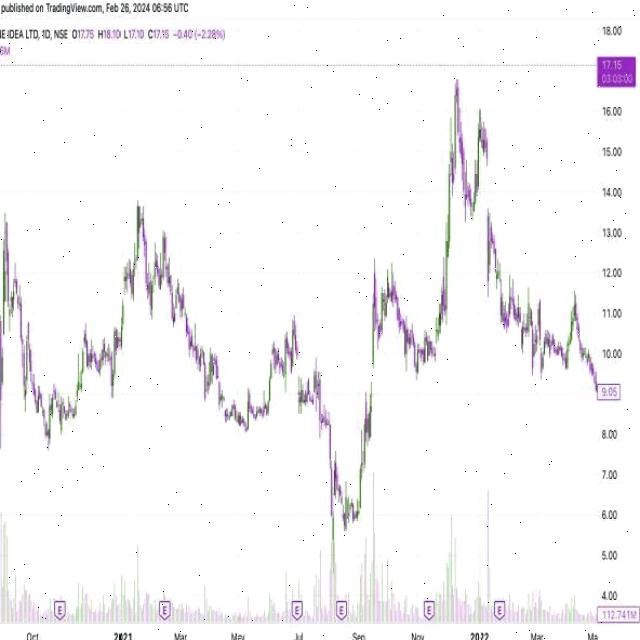 published on TradingView.com, Feb 26, 2024 06:56 UTC
E-IDEA LTD, 1D, NSE O17.75 H18.10 L17.10 C17.15 −0.40 (−2.28%)
6M
18.00
17.15
03:03:00
16.00
15.00
14.00
13.00
12.00
11.00
10.00
9.05
8.00
7.00
6.00
5.00
4.00
112.741M
E E E E E E
Oct 2021 Mar May Jul Sep Nov 2022 Mar Ma